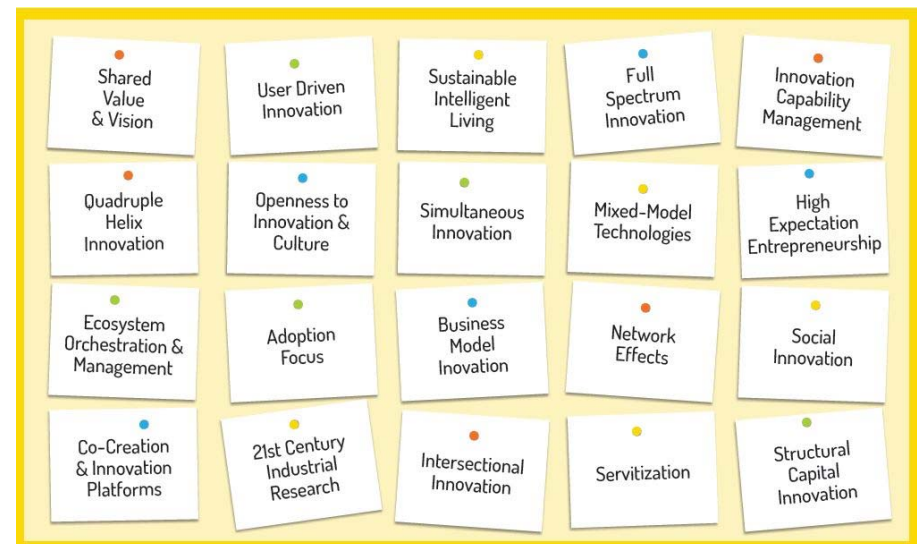 Shared
Value
& Vision
User Driven
Innovation
Sustainable
Intelligent
Living
Full
Spectrum
Innovation
Innovation
Capability
Management
Quadruple
Helix
Innovation
Openness to
Innovation &
Culture
Simultaneous
Innovation
Mixed-Model
Technologies
High
Expectation
Entrepreneurship
Ecosystem
Orchestration &
Management
Adoption
Focus
Business
Model
Inovation
Network
Effects
Social
Innovation
Co-Creation
& Innovation
Platforms
21st Century
Industrial
Research
Intersectional
Innovation
Servitization
Structural
Capital
Innovation